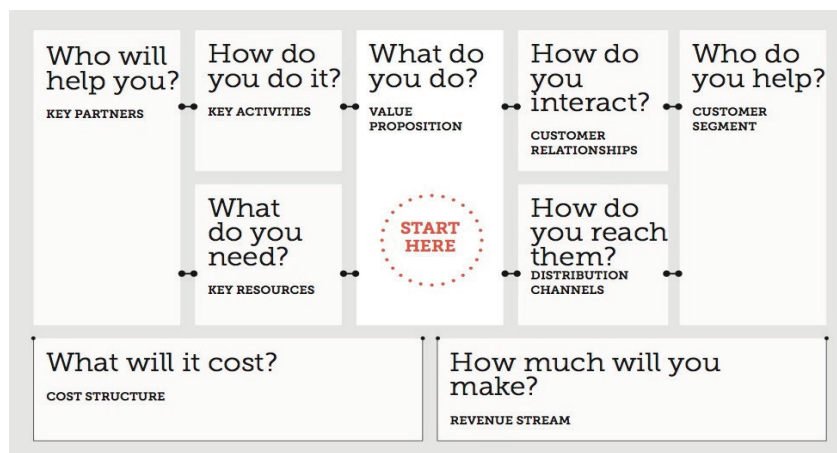 Who will
help you?
KEY PARTNERS
How do
you do it?
KEY ACTIVITIES
What
do you
need?
KEY RESOURCES
What do
you do?
VALUE
PROPOSITION
START
HERE
How do
you
interact?
CUSTOMER
RELATIONSHIPS
How do
you reach
them?
DISTRIBUTION
CHANNELS
Who do
you help?
CUSTOMER
SEGMENT
What will it cost?
COST STRUCTURE
How much will you
make?
REVENUE STREAM